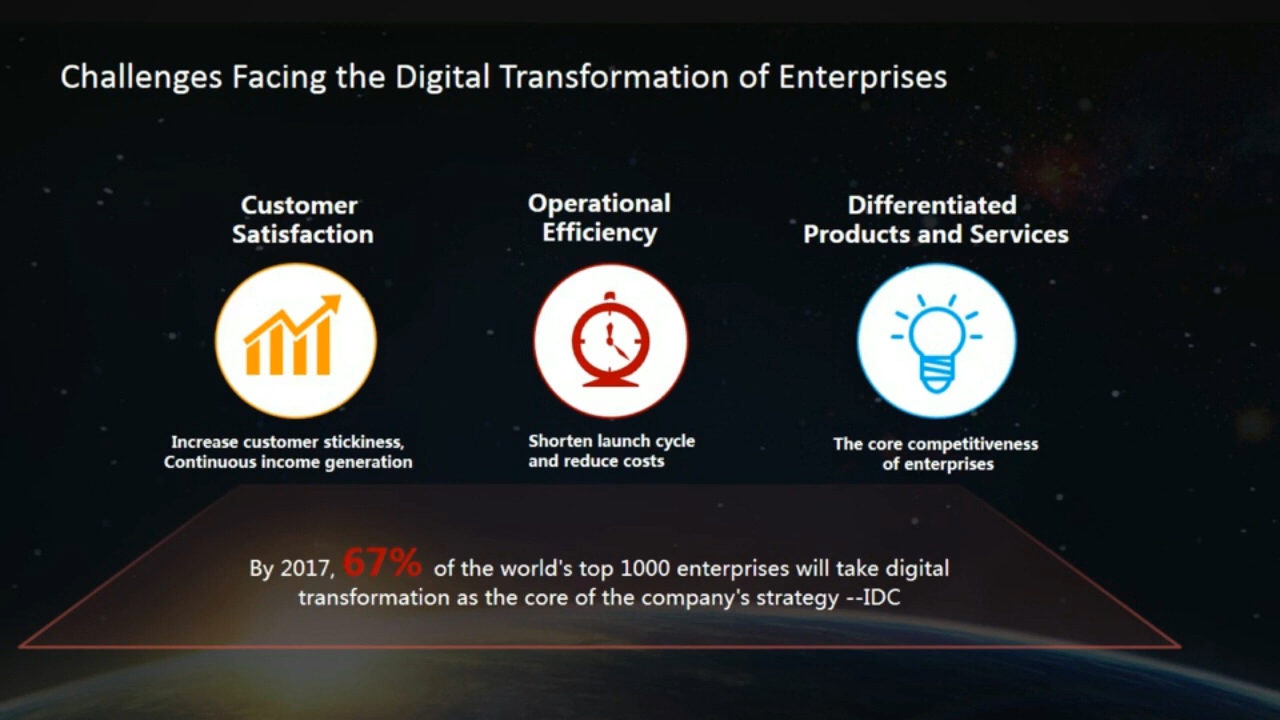 Challenges Facing the Digital Transformation of Enterprises
Customer
Satisfaction
Operational
Efficiency
Differentiated
Products and Services
Increase customer stickiness,
Continuous income generation
Shorten launch cycle
and reduce costs
The core competitiveness
of enterprises
By 2017, 67% of the world's top 1000 enterprises will take digital
transformation as the core of the company's strategy --IDC